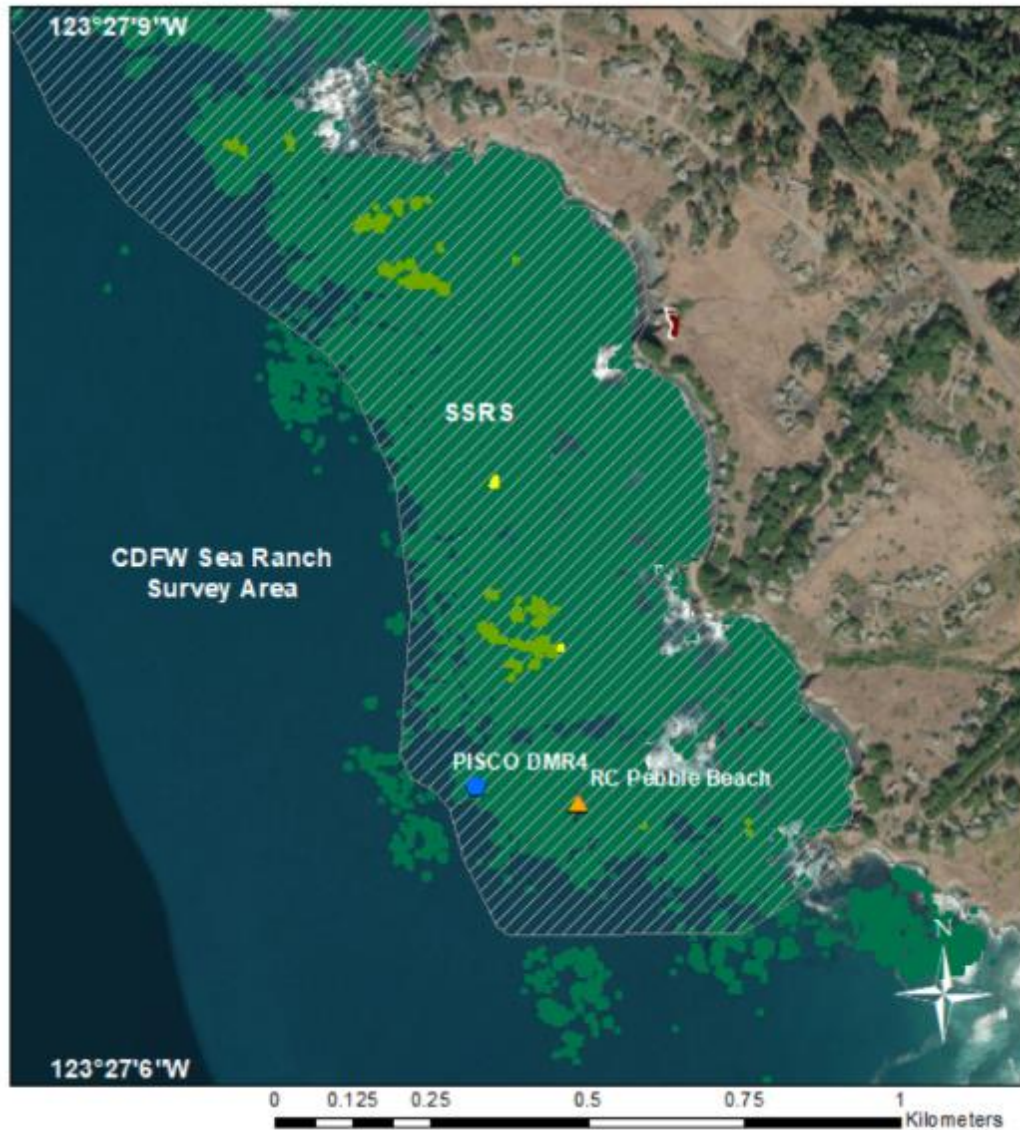 123°27'9"W
SSRS
CDFW Sea Ranch
Survey Area
PISCO DMR4
RC Pebble Beach
N
123°27'6"W
0 0.125 0.25 0.5 0.75 1
Kilometers